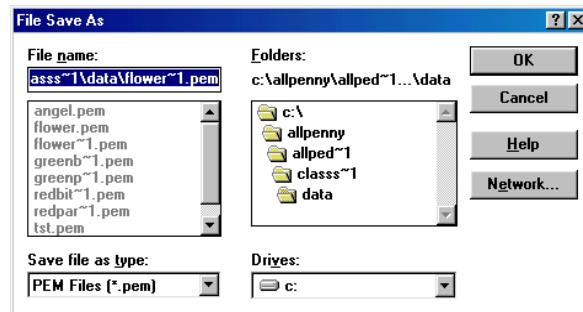 File Save As
File name:
asss~1\data\flower~1.pem
angel.pem
flower.pem
flower~1.pem
greenb~1.pem
greenp~1.pem
redbit~1.pem
redpar~1.pem
tst.pem
Save file as type:
PEM Files (*.pem)
Folders:
c:\allpenny\allped~1...\data
c:\
allpenny
allped~1
classs~1
data
Drives:
c:
OK
Cancel
Help
Network...